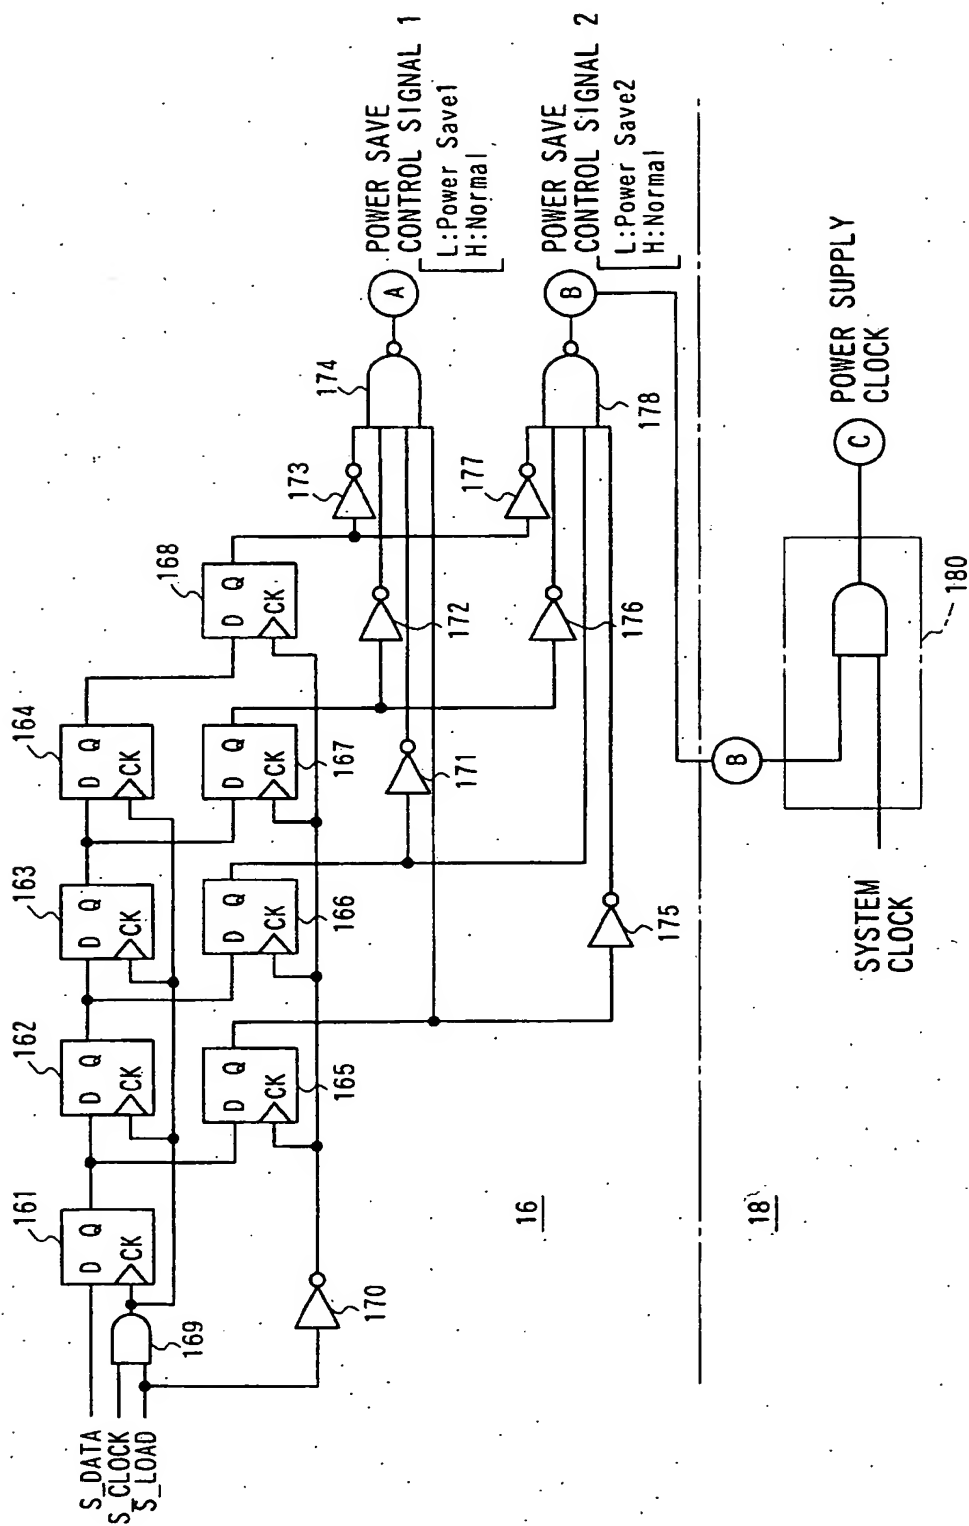 S_DATA
S_CLOCK
S_LOAD
161
D Q
CK
162
D Q
CK
163
D Q
CK
164
D Q
CK
169
165
D Q
CK
166
D Q
CK
167
D Q
CK
168
D Q
CK
170
171
172
173
174
175
176
177
178
A
POWER SAVE
CONTROL SIGNAL 1
L:Power Save1
H:Normal
B
POWER SAVE
CONTROL SIGNAL 2
L:Power Save2
H:Normal
16
18
B
SYSTEM
CLOCK
C
POWER SUPPLY
CLOCK
180